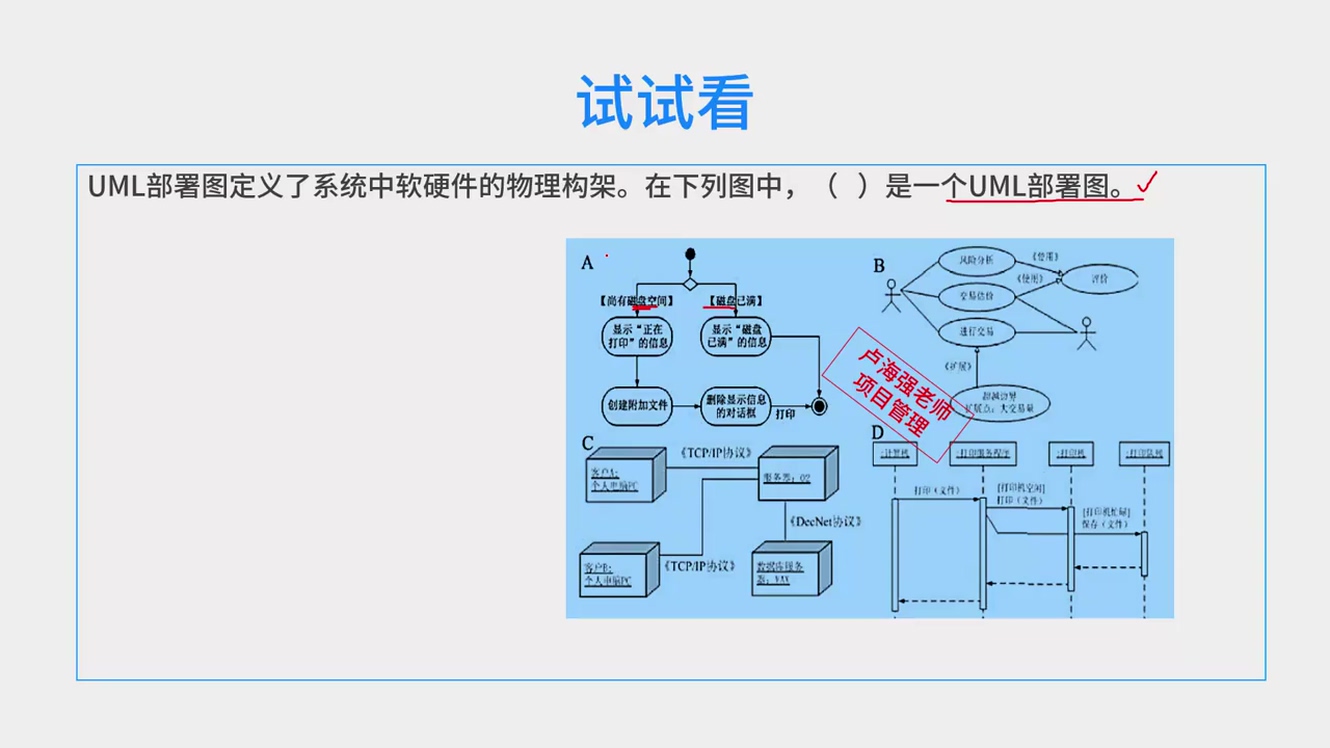 试试看
UML部署图定义了系统中软硬件的物理构架。在下列图中，（ ）是一个UML部署图。
A
【尚有磁盘空间】
【磁盘已满】
显示“正在
打印”的信息
显示“磁盘
已满”的信息
创建附加文件
删除显示信息
的对话框
打印
B
风险分析
《使用》
交易估价
《使用》
评价
进行交易
《扩展》
超越边界
扩展点：大交易量
卢海强老师
项目管理
C
客户A:
个人电脑PC
《TCP/IP协议》
服务器：02
《DecNet协议》
客户B:
个人电脑PC
《TCP/IP协议》
数据库服务
器：VAX
D
:计算机
:打印服务程序
:打印机
:打印队列
打印（文件）
[打印机空闲]
打印（文件）
[打印机忙碌]
保存（文件）